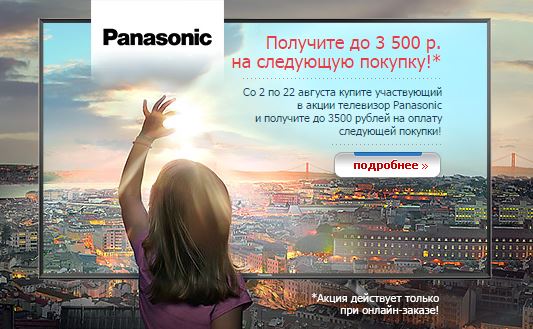 Panasonic
Получите до 3 500 р.
на следующую покупку!*
Со 2 по 22 августа купите участвующий
в акции телевизор Panasonic
и получите до 3500 рублей на оплату
следующей покупки!
подробнее »
*Акция действует только
при онлайн-заказе!